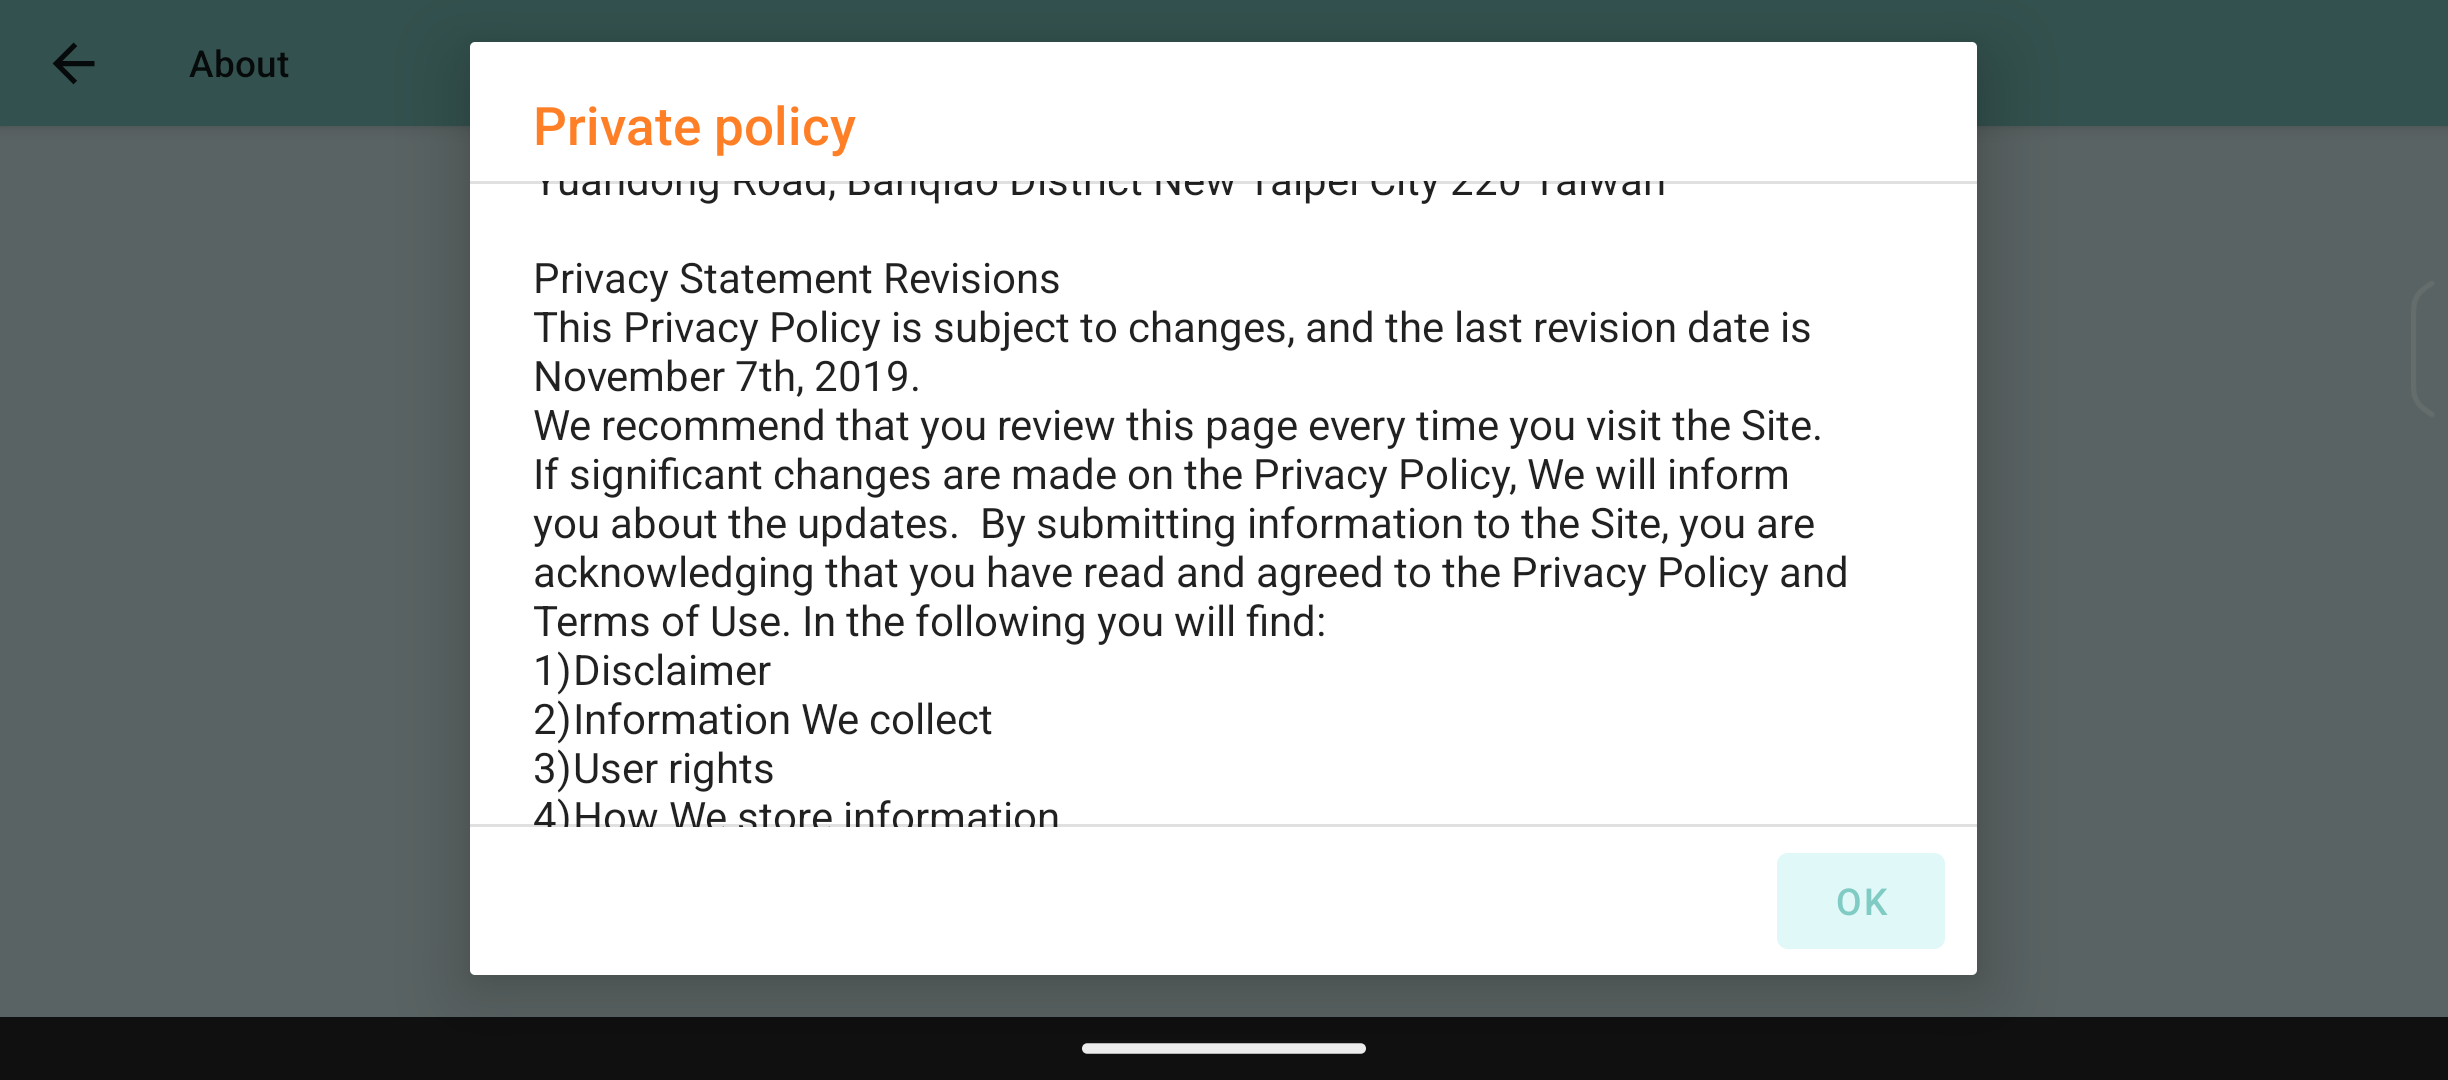 About
Private policy
Yuandong Road, Banqiao District New Taipei City 220 Taiwan
Privacy Statement Revisions
This Privacy Policy is subject to changes, and the last revision date is
November 7th, 2019.
We recommend that you review this page every time you visit the Site.
If significant changes are made on the Privacy Policy, We will inform
you about the updates.  By submitting information to the Site, you are
acknowledging that you have read and agreed to the Privacy Policy and
Terms of Use. In the following you will find:
1)Disclaimer
2)Information We collect
3)User rights
4)How We store information
OK